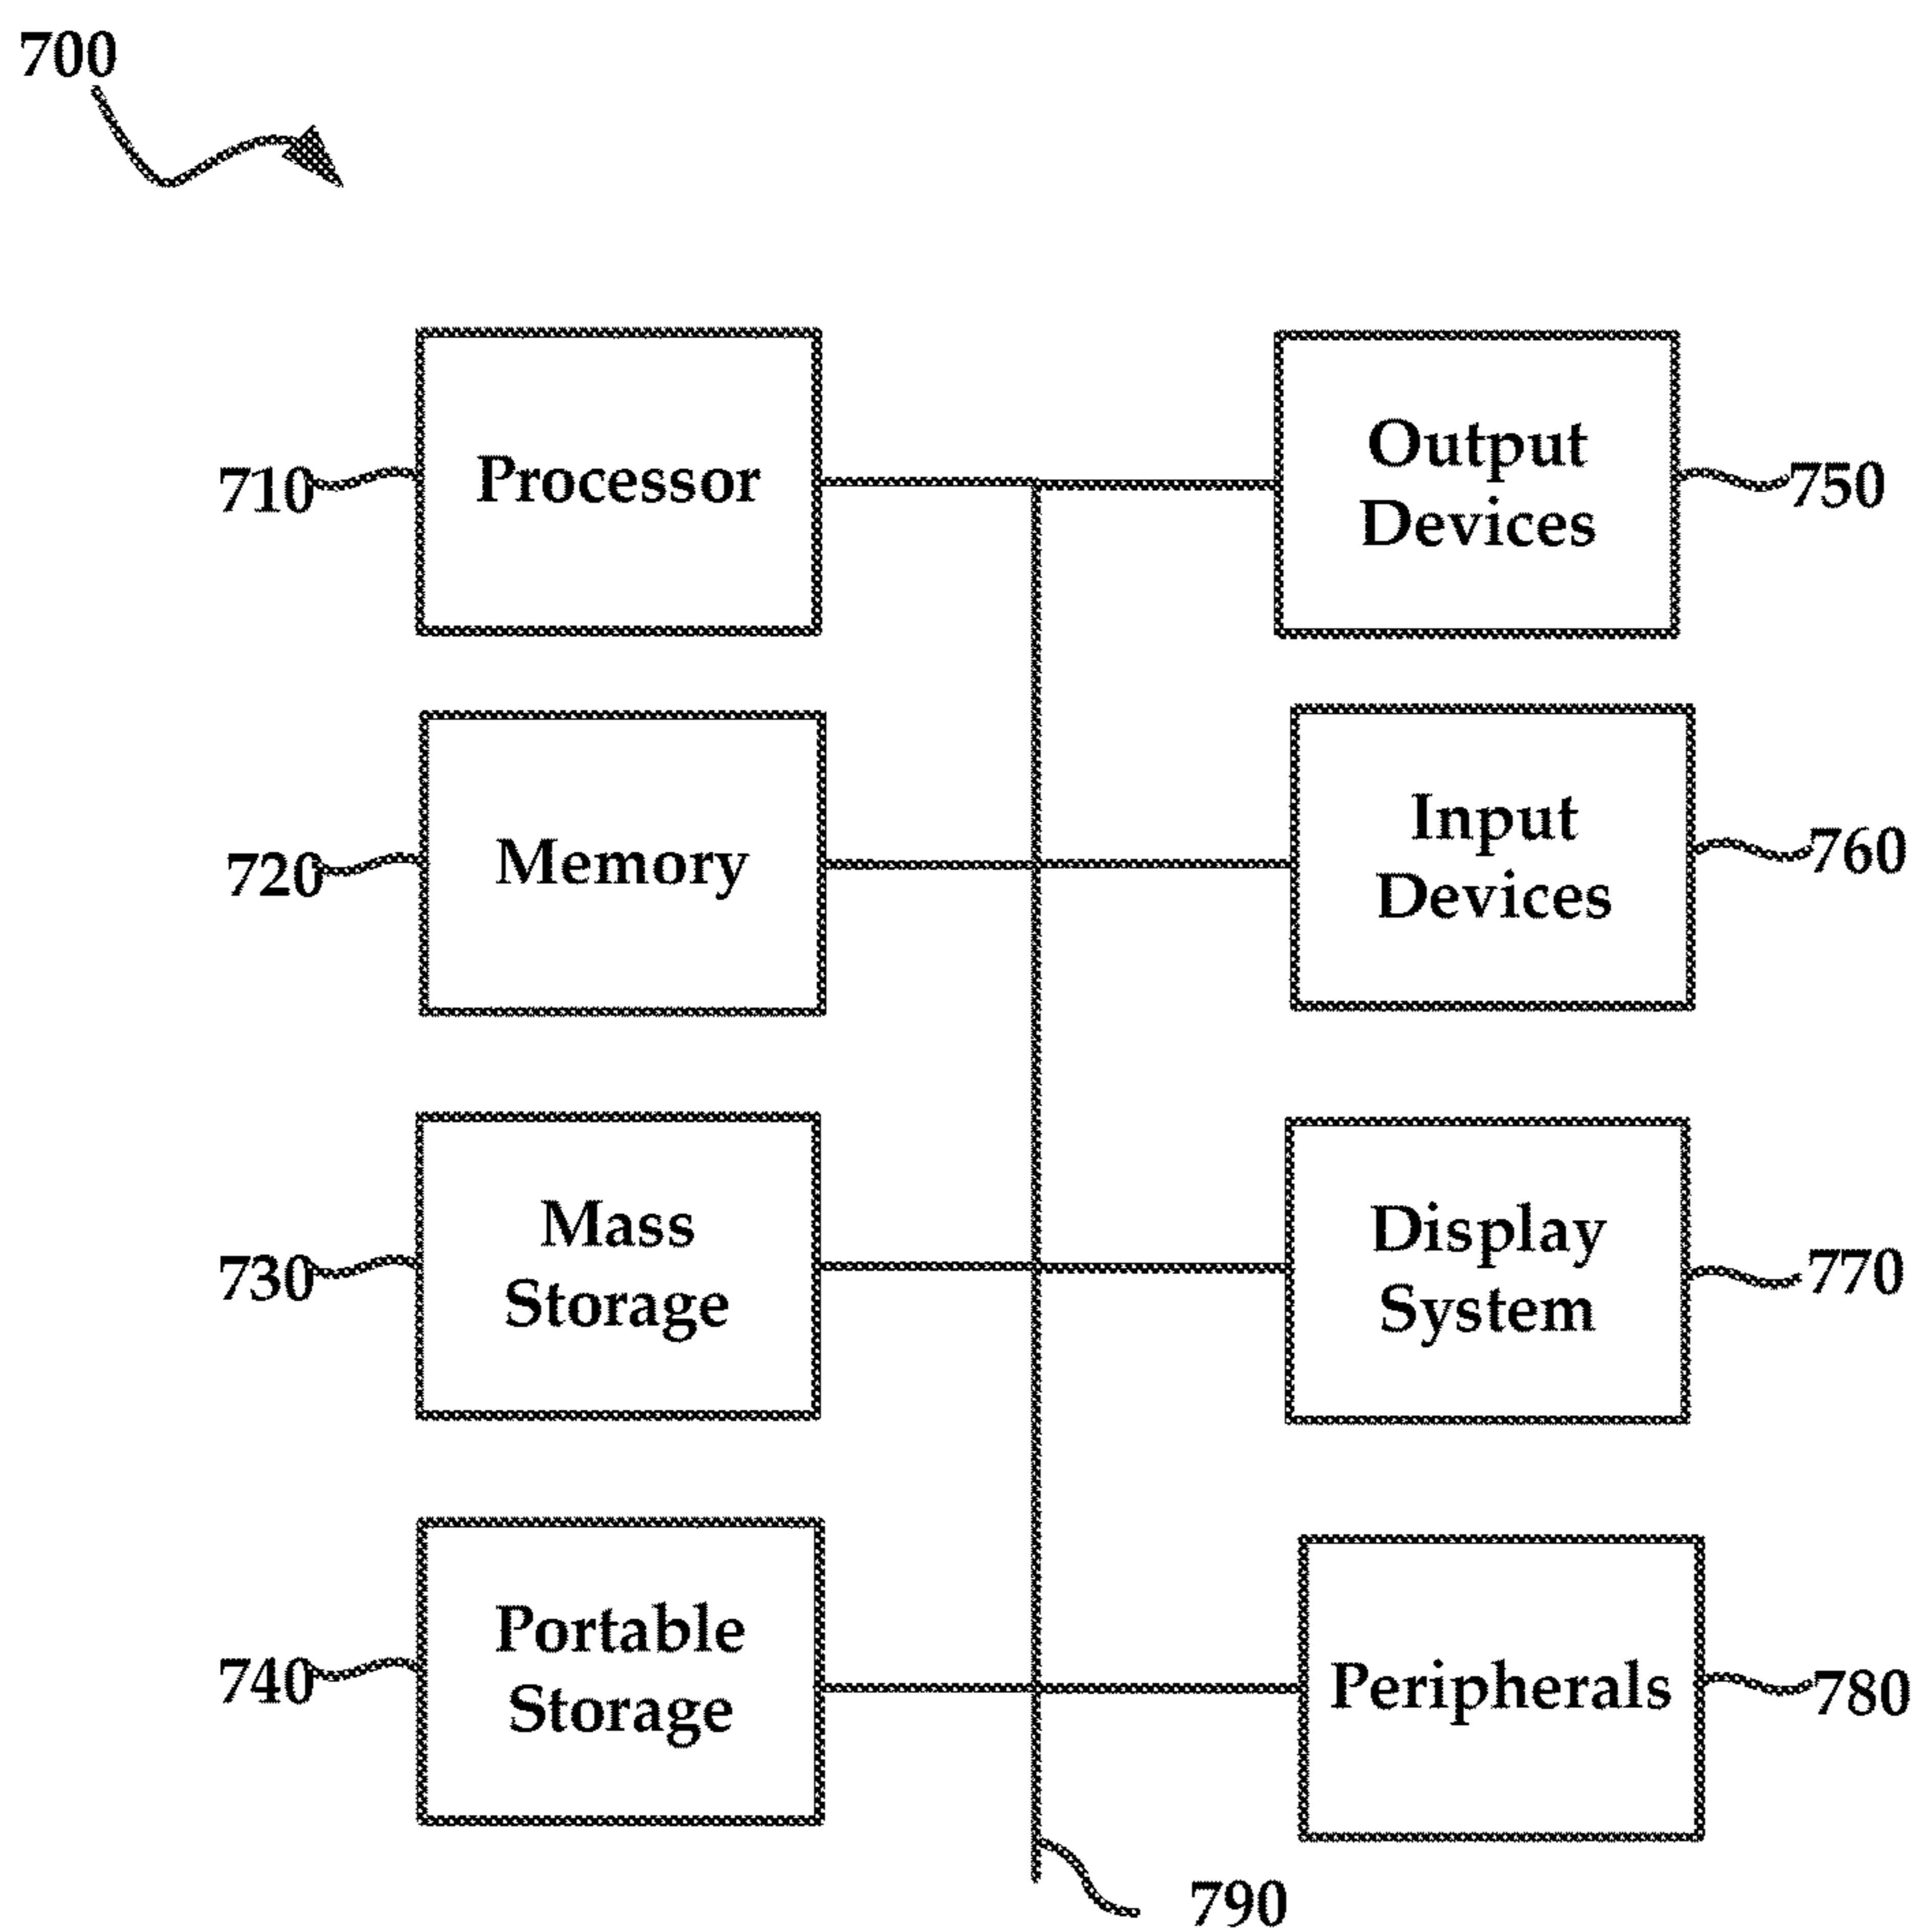 700
710
Processor
Output
Devices
750
720
Memory
Input
Devices
760
730
Mass
Storage
Display
System
770
740
Portable
Storage
Peripherals
780
790